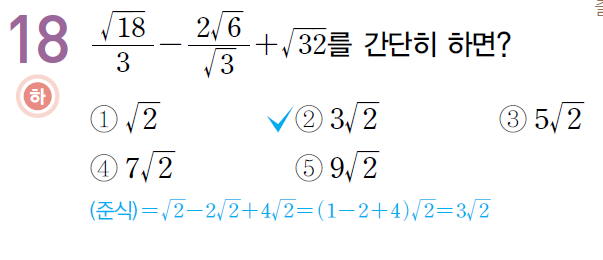 18 √18/3 − 2√6/√3 + √32를 간단히 하면?
하
① √2 ② 3√2 ③ 5√2
④ 7√2 ⑤ 9√2
(준식)=√2−2√2+4√2=(1−2+4)√2=3√2